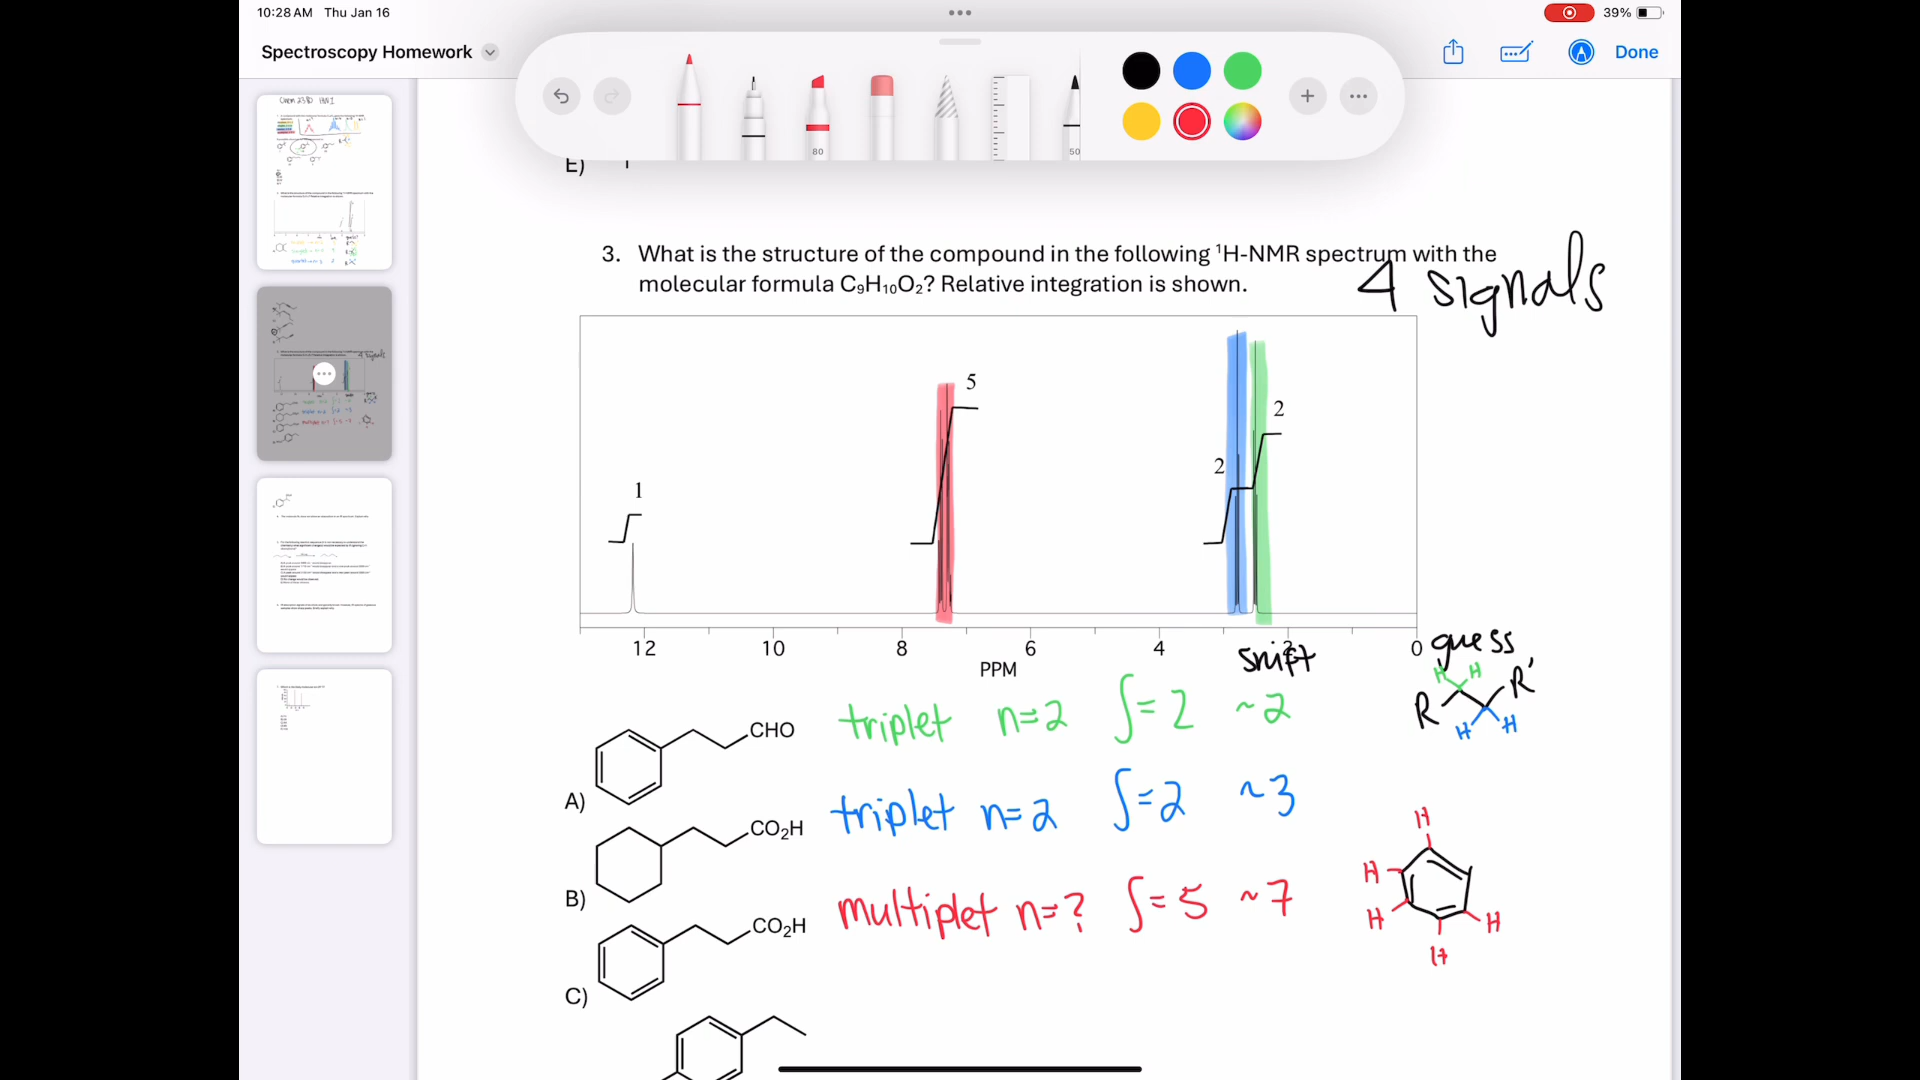 10:28 AM Thu Jan 16
39%
Spectroscopy Homework
Done
80
50
E)
3. What is the structure of the compound in the following ¹H-NMR spectrum with the
molecular formula C₉H₁₀O₂? Relative integration is shown.
4 signals
5
2
2
1
12 10 8 6 4 2 0
PPM
shift
guess
triplet n=2 ∫=2 ~2
H H
R R'
H H
triplet n=2 ∫=2 ~3
multiplet n=? ∫=5 ~7
H
H
H H
H
CHO
A)
CO₂H
B)
CO₂H
C)